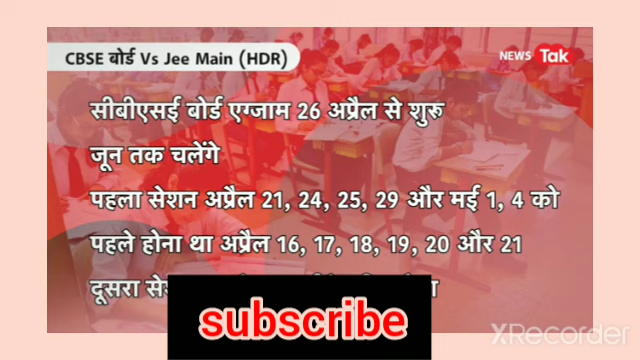 CBSE बोर्ड Vs Jee Main (HDR)
NEWS Tak
सीबीएसई बोर्ड एग्जाम 26 अप्रैल से शुरू
जून तक चलेंगे
पहला सेशन अप्रैल 21, 24, 25, 29 और मई 1, 4 को
पहले होना था अप्रैल 16, 17, 18, 19, 20 और 21
दूसरा
subscribe
XRecorder